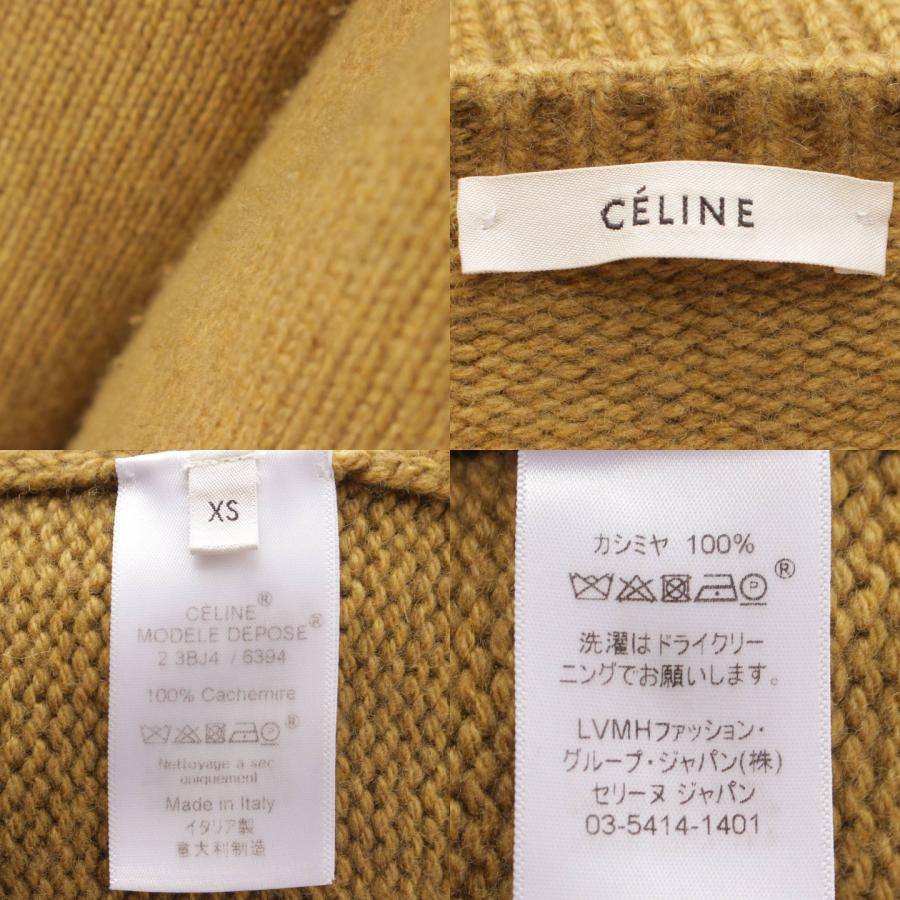 CÉLINE
XS
CÉLINE®
MODELE DEPOSE®
2 3BJ4 / 6394
100% Cachemire
®
Nettoyage a sec
uniquement
Made in Italy
イタリア製
意大利制造
カシミヤ 100%
®
洗濯はドライクリー
ニングでお願いします。
LVMHファッション・
グループ・ジャパン(株)
セリーヌ ジャパン
03-5414-1401